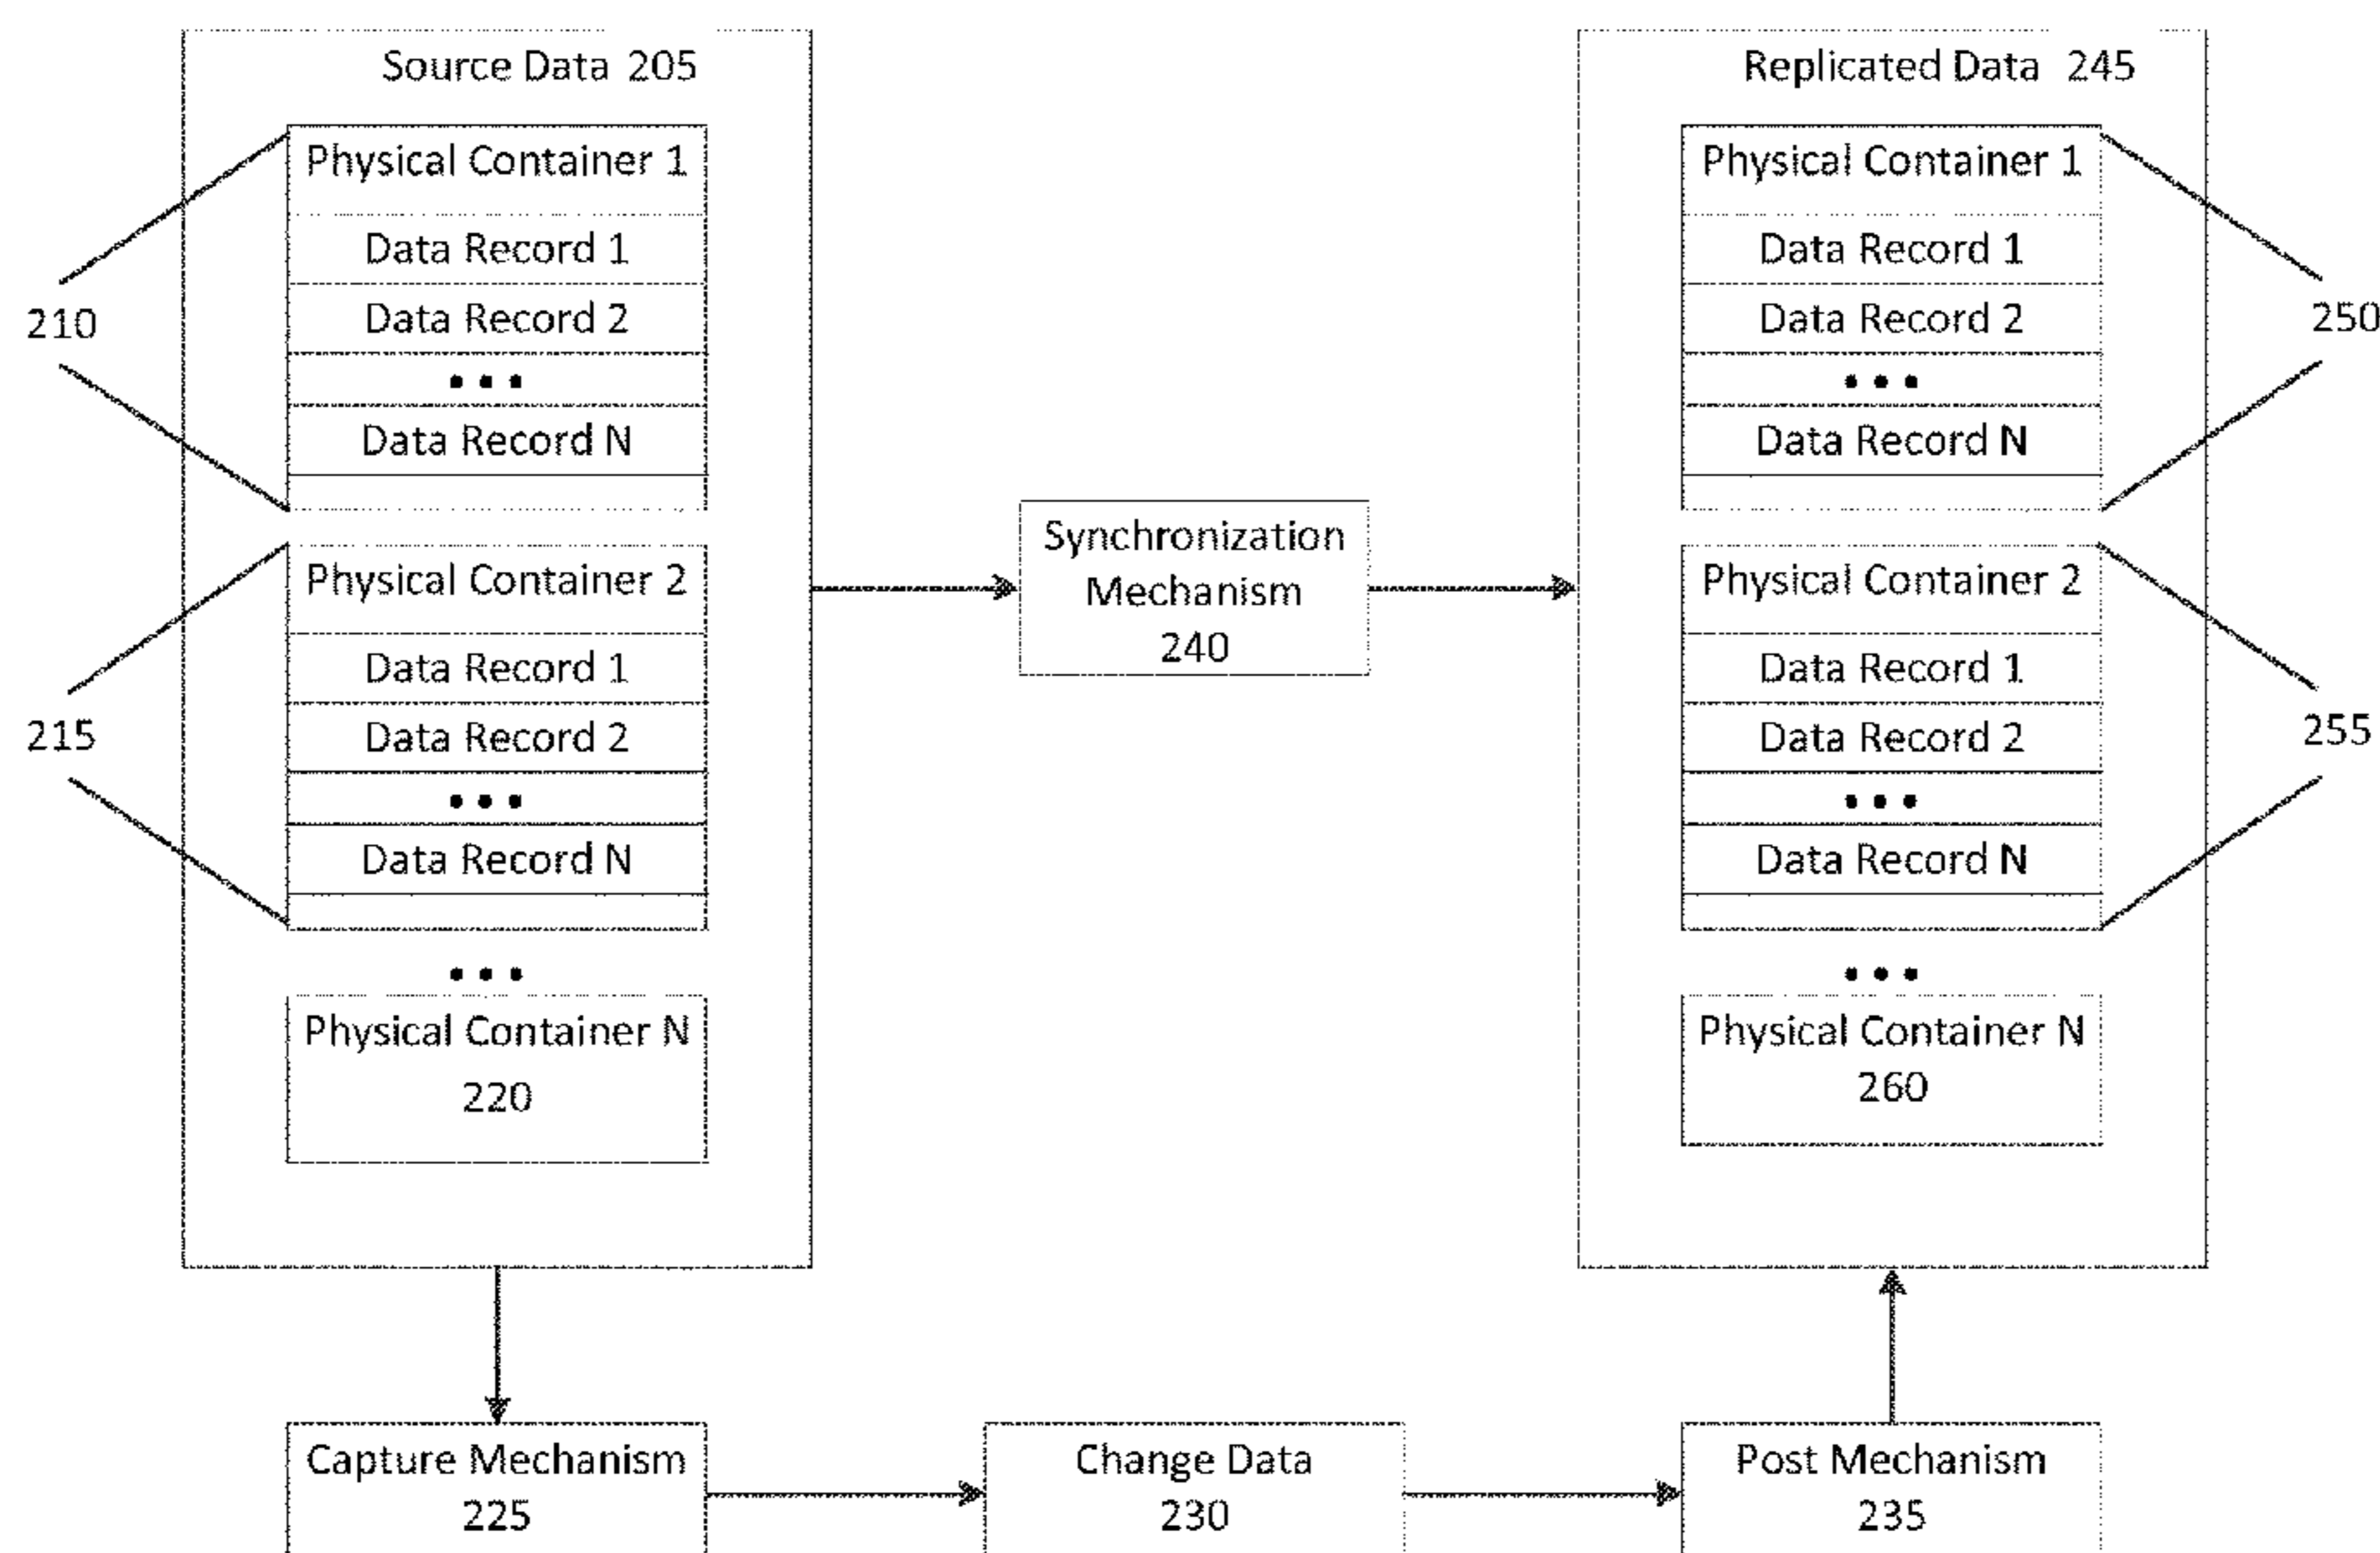 Source Data 205
Physical Container 1
Data Record 1
Data Record 2
• • •
Data Record N
210
Physical Container 2
Data Record 1
Data Record 2
• • •
Data Record N
215
• • •
Physical Container N
220
Synchronization
Mechanism
240
Replicated Data 245
Physical Container 1
Data Record 1
Data Record 2
• • •
Data Record N
250
Physical Container 2
Data Record 1
Data Record 2
• • •
Data Record N
255
• • •
Physical Container N
260
Capture Mechanism
225
Change Data
230
Post Mechanism
235